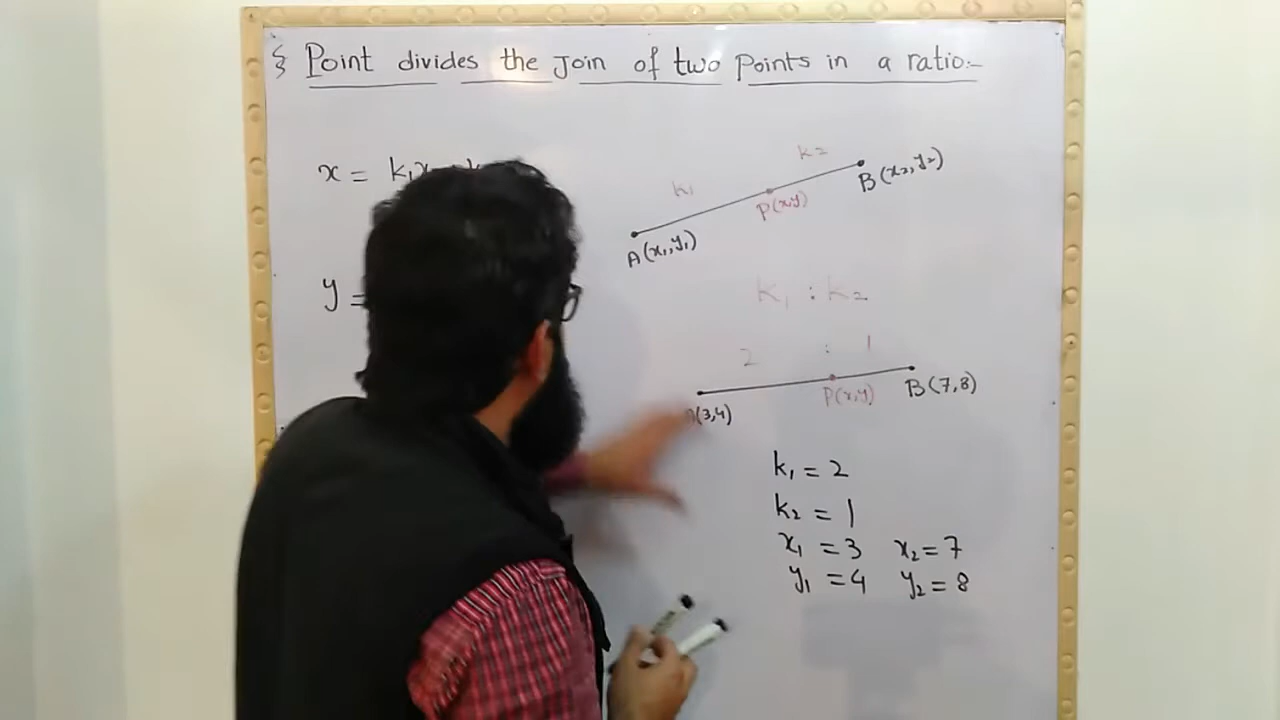 § Point divides the Join of two points in a ratio:-
x = k₁x
k₁
k₂
A(x₁,y₁)
P(x,y)
B(x₂,y₂)
y =
k₁ : k₂
2 : 1
(3,4)
P(x,y)
B(7,8)
k₁ = 2
k₂ = 1
x₁ = 3 x₂ = 7
y₁ = 4 y₂ = 8